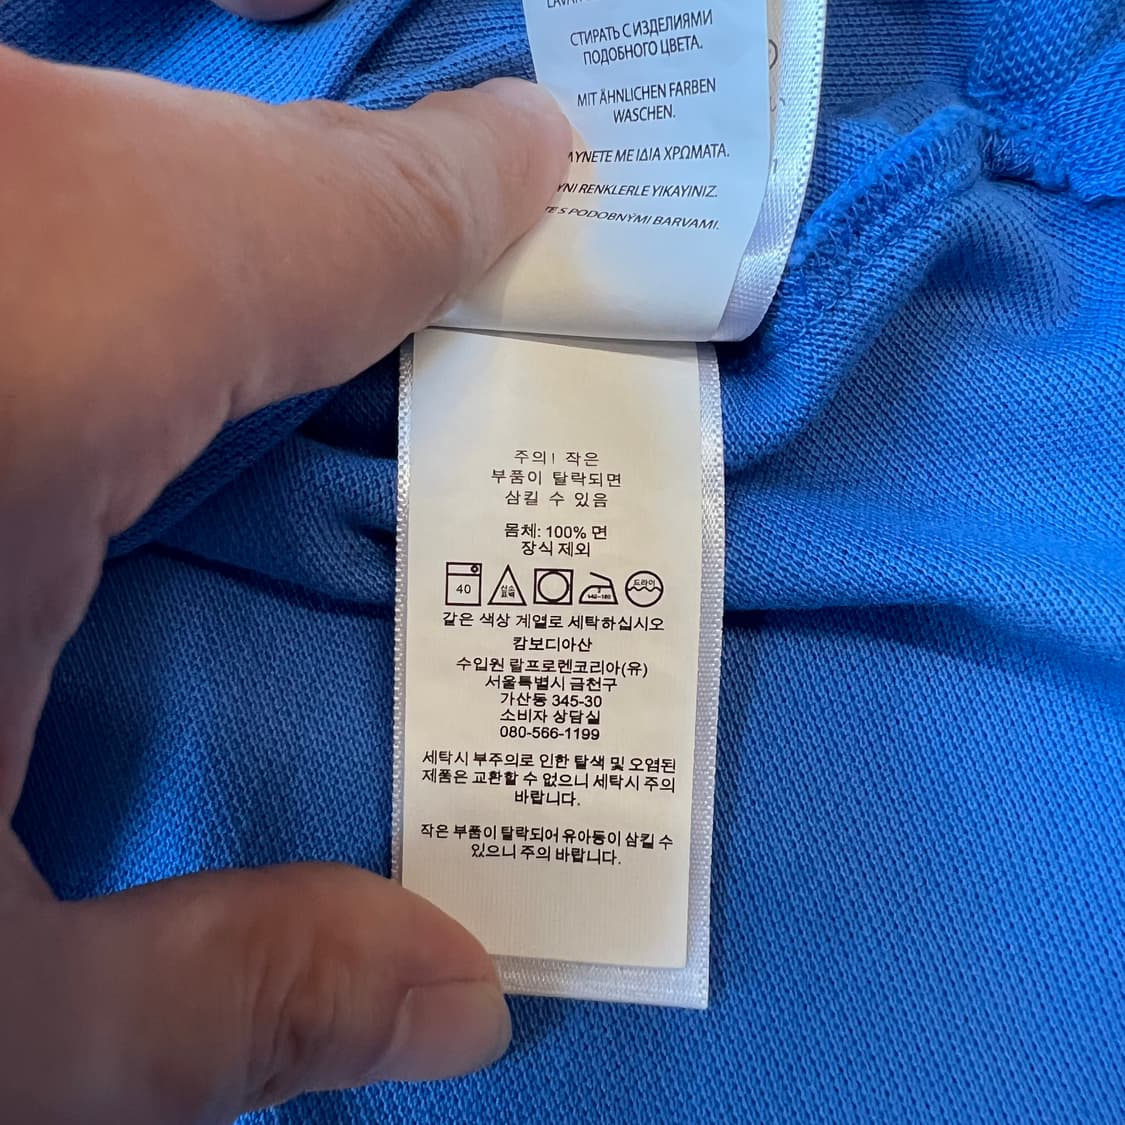 СТИРАТЬ С ИЗДЕЛИЯМИ
ПОДОБНОГО ЦВЕТА.
MIT ÄHNLICHEN FARBEN
WASCHEN.
ΜΕ ΙΔΙΑ ΧΡΩΜΑΤΑ.
RENKLERLE YIKAYINIZ.
S PODOBNÝMI BARVAMI.
주의! 작은
부품이 탈락되면
삼킬 수 있음
몸체: 100% 면
장식 제외
40
드라이
같은 색상 계열로 세탁하십시오
캄보디아산
수입원 랄프로렌코리아(유)
서울특별시 금천구
가산동 345-30
소비자 상담실
080-566-1199
세탁시 부주의로 인한 탈색 및 오염된
제품은 교환할 수 없으니 세탁시 주의
바랍니다.
작은 부품이 탈락되어 유아동이 삼킬 수
있으니 주의 바랍니다.